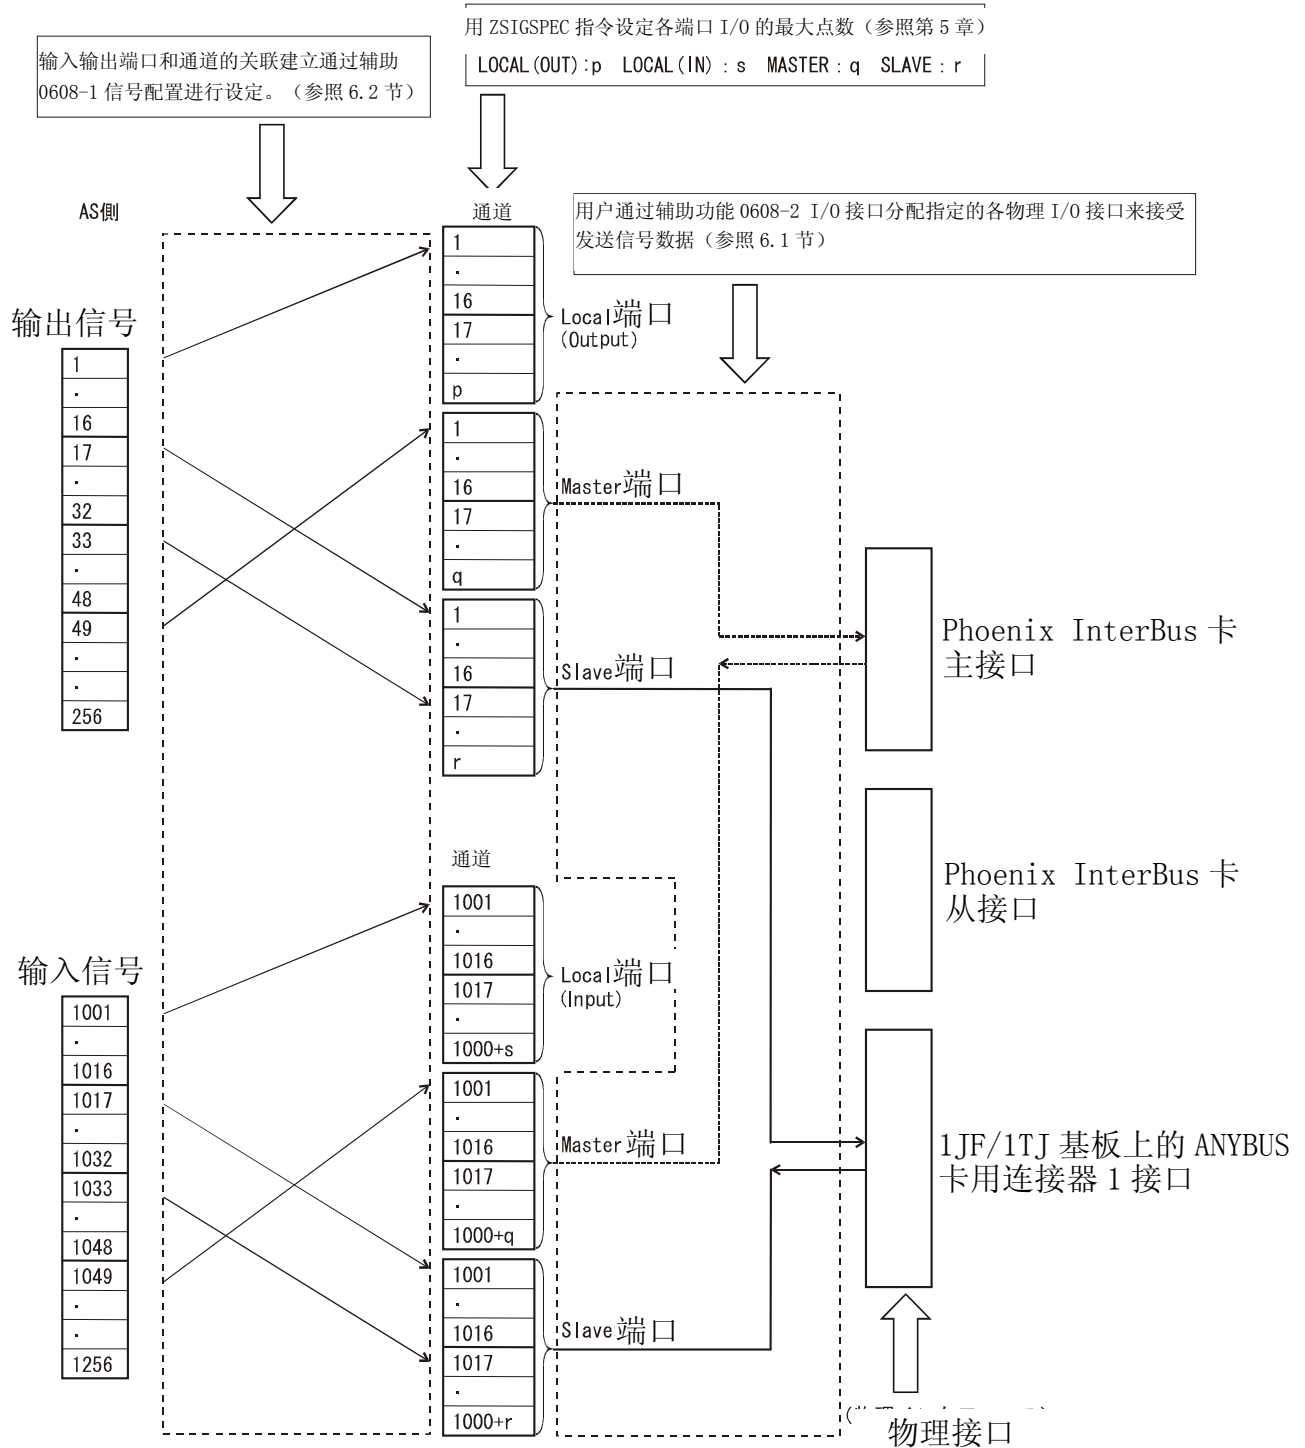 用 ZSIGSPEC 指令设定各端口 I/O 的最大点数（参照第 5 章）
LOCAL(OUT):p LOCAL(IN):s MASTER:q SLAVE:r
输入输出端口和通道的关联建立通过辅助
0608-1 信号配置进行设定。（参照 6.2 节）
用户通过辅助功能 0608-2 I/O 接口分配指定的各物理 I/O 接口来接受
发送信号数据（参照 6.1 节）
AS侧
输出信号
1
.
16
17
.
32
33
.
48
49
.
.
256
通道
1
.
16
17
.
p
Local端口
(Output)
1
.
16
17
.
q
Master端口
1
.
16
17
.
r
Slave端口
输入信号
1001
.
1016
1017
.
1032
1033
.
1048
1049
.
.
1256
通道
1001
.
1016
1017
.
1000+s
Local端口
(Input)
1001
.
1016
1017
.
1000+q
Master端口
1001
.
1016
1017
.
1000+r
Slave端口
Phoenix InterBus 卡
主接口
Phoenix InterBus 卡
从接口
1JF/1TJ 基板上的 ANYBUS
卡用连接器 1 接口
物理接口